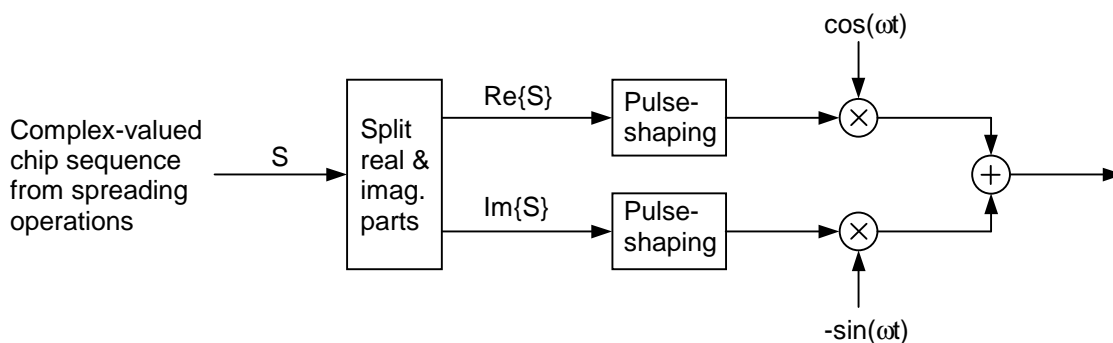 cos(ωt)
Complex-valued
chip sequence
from spreading
operations
S
Split
real &
imag.
parts
Re{S}
Im{S}
Pulse-
shaping
Pulse-
shaping
-sin(ωt)